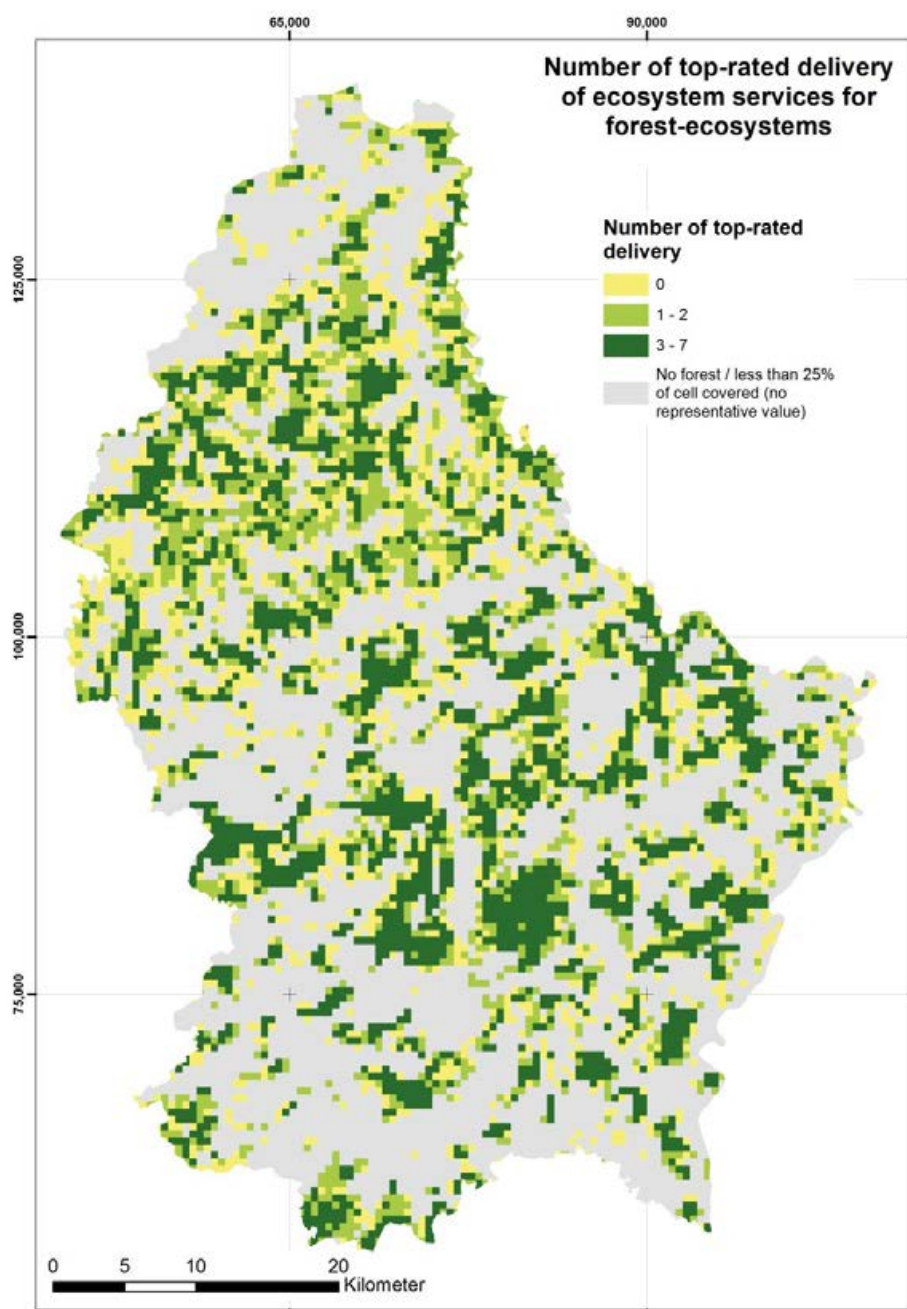 65,000
90,000
Number of top-rated delivery
of ecosystem services for
forest-ecosystems
Number of top-rated
delivery
0
1 - 2
3 - 7
No forest / less than 25%
of cell covered (no
representative value)
125,000
100,000
75,000
0 5 10 20
Kilometer